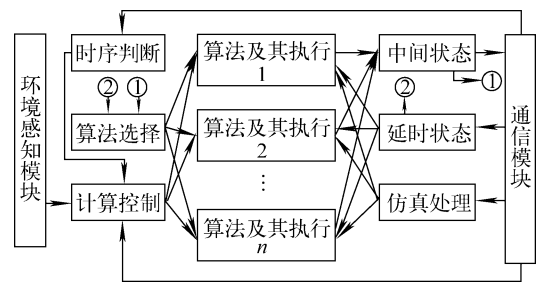 环境感知模块
时序判断
②
①
算法选择
计算控制
算法及其执行
1
算法及其执行
2
⋮
算法及其执行
n
中间状态
②
①
延时状态
仿真处理
通信模块